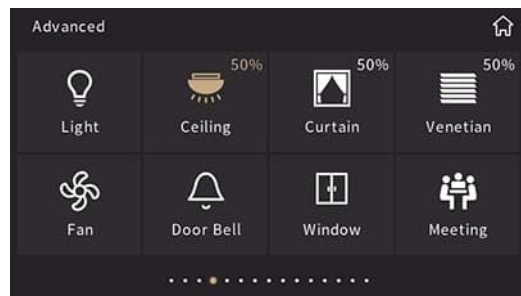 Advanced
50% 50% 50%
Light Ceiling Curtain Venetian
Fan Door Bell Window Meeting